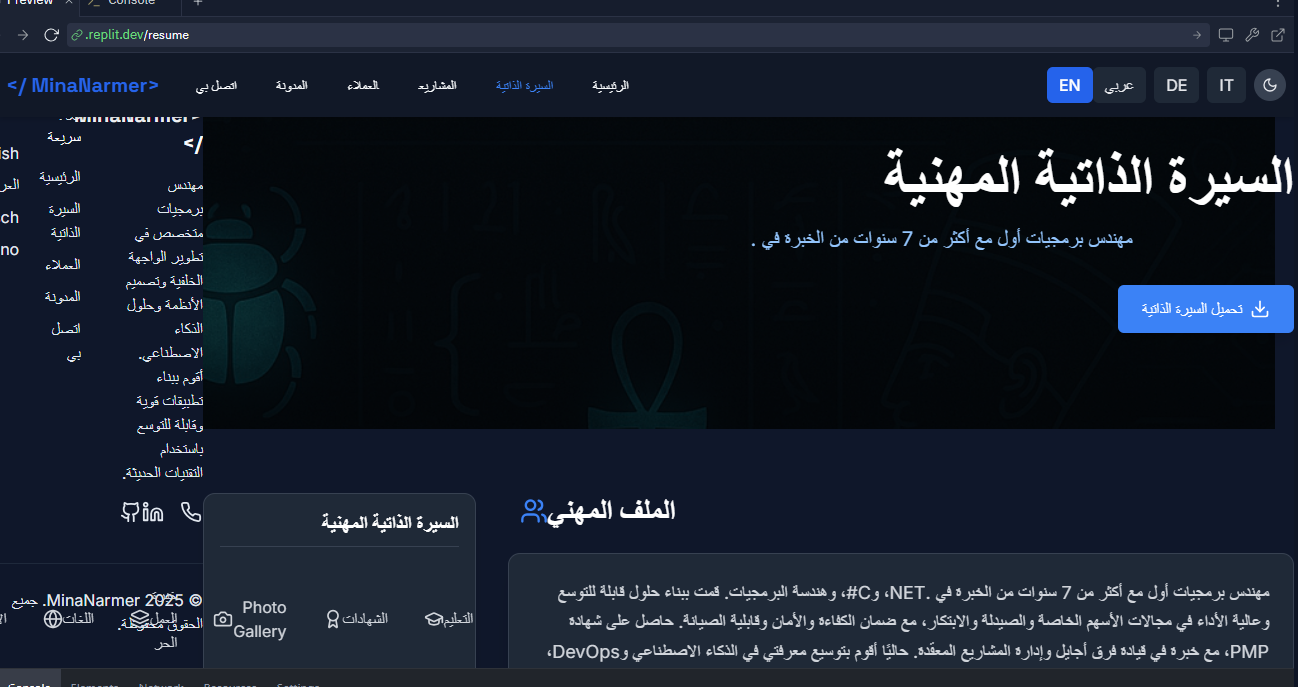 Preview
Console
.replit.dev/resume
</ MinaNarmer>
الرئيسية
السيرة الذاتية
المشاريع
العملاء
المدونة
اتصل بي
EN
عربي
DE
IT
السيرة الذاتية المهنية
مهندس برمجيات أول مع أكثر من 7 سنوات من الخبرة في .
تحميل السيرة الذاتية
MinaNarmer>
</
مهندس
برمجيات
متخصص في
تطوير الواجهة
الخلفية وتصميم
الأنظمة وحلول
الذكاء
الاصطناعي.
أقوم ببناء
تطبيقات قوية
وقابلة للتوسع
باستخدام
التقنيات الحديثة.
سريعة
الرئيسية
السيرة
الذاتية
العملاء
المدونة
اتصل
بي
ish
العر
ch
no
© 2025 MinaNarmer. جميع
الحقوق محفوظة.
الملف المهني
مهندس برمجيات أول مع أكثر من 7 سنوات من الخبرة في .NET، و C#، وهندسة البرمجيات. قمت ببناء حلول قابلة للتوسع
وعالية الأداء في مجالات الأسهم الخاصة والصيدلة والابتكار، مع ضمان الكفاءة والأمان وقابلية الصيانة. حاصل على شهادة
PMP، مع خبرة في قيادة فرق أجايل وإدارة المشاريع المعقدة. حاليًا أقوم بتوسيع معرفتي في الذكاء الاصطناعي وDevOps،
السيرة الذاتية المهنية
التعليم
الشهادات
Photo
Gallery
العمل
الحر
اللغات
Console
Elements
Network
Resources
Settings